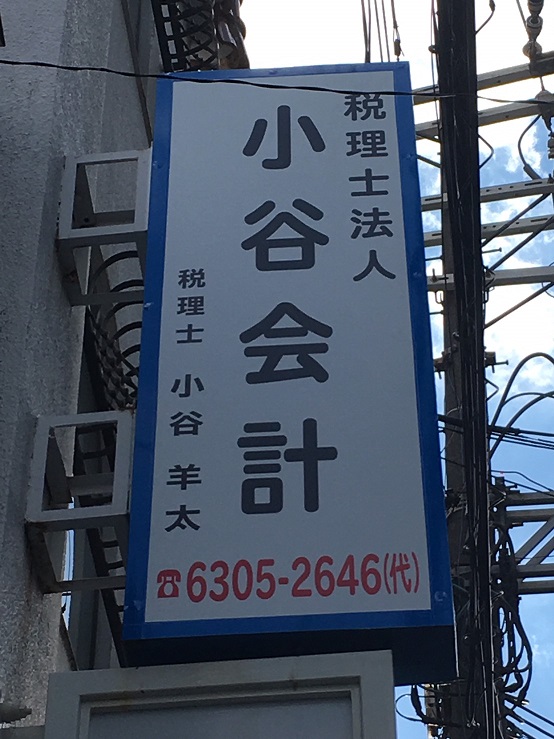 税理士法人
小谷会計
税理士 小谷 羊太
☎6305-2646(代)